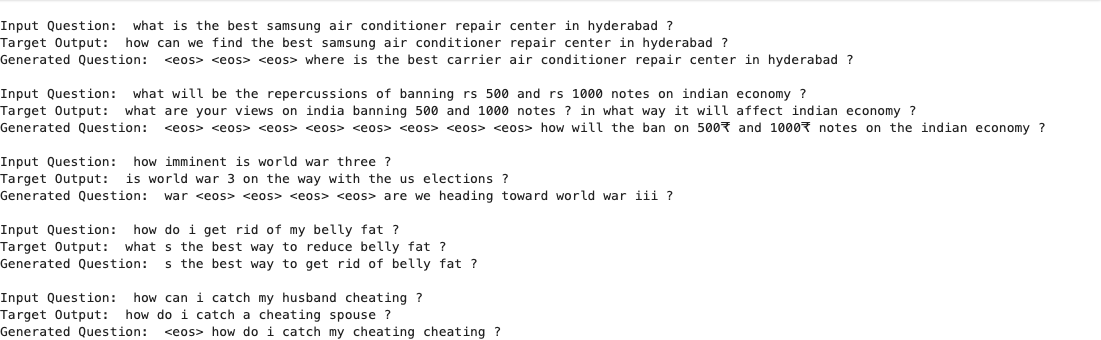 Input Question: what is the best samsung air conditioner repair center in hyderabad ?
Target Output: how can we find the best samsung air conditioner repair center in hyderabad ?
Generated Question: <eos> <eos> <eos> where is the best carrier air conditioner repair center in hyderabad ?
Input Question: what will be the repercussions of banning rs 500 and rs 1000 notes on indian economy ?
Target Output: what are your views on india banning 500 and 1000 notes ? in what way it will affect indian economy ?
Generated Question: <eos> <eos> <eos> <eos> <eos> <eos> <eos> <eos> how will the ban on 500₹ and 1000₹ notes on the indian economy ?
Input Question: how imminent is world war three ?
Target Output: is world war 3 on the way with the us elections ?
Generated Question: war <eos> <eos> <eos> <eos> are we heading toward world war iii ?
Input Question: how do i get rid of my belly fat ?
Target Output: what s the best way to reduce belly fat ?
Generated Question: s the best way to get rid of belly fat ?
Input Question: how can i catch my husband cheating ?
Target Output: how do i catch a cheating spouse ?
Generated Question: <eos> how do i catch my cheating cheating ?